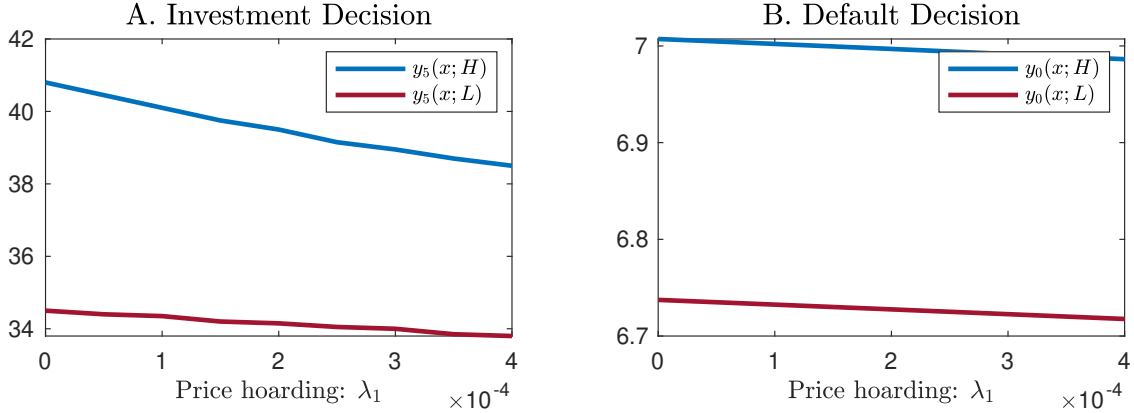 A. Investment Decision
42
40
38
36
34
0
1
2
3
4
×10⁻⁴
Price hoarding: λ₁
y₅(x; H)
y₅(x; L)
B. Default Decision
7
6.9
6.8
6.7
0
1
2
3
4
×10⁻⁴
Price hoarding: λ₁
y₀(x; H)
y₀(x; L)